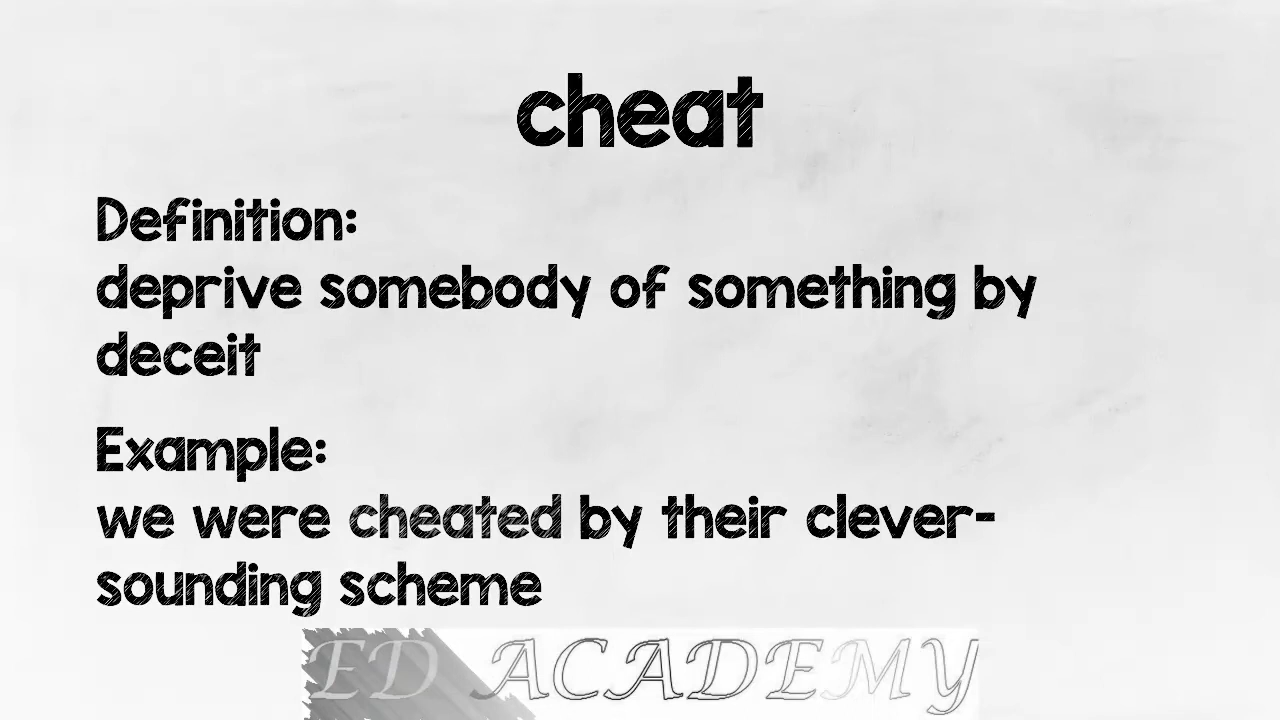 cheat
Definition:
deprive somebody of something by
deceit
Example:
we were cheated by their clever-
sounding scheme
ED ACADEMY